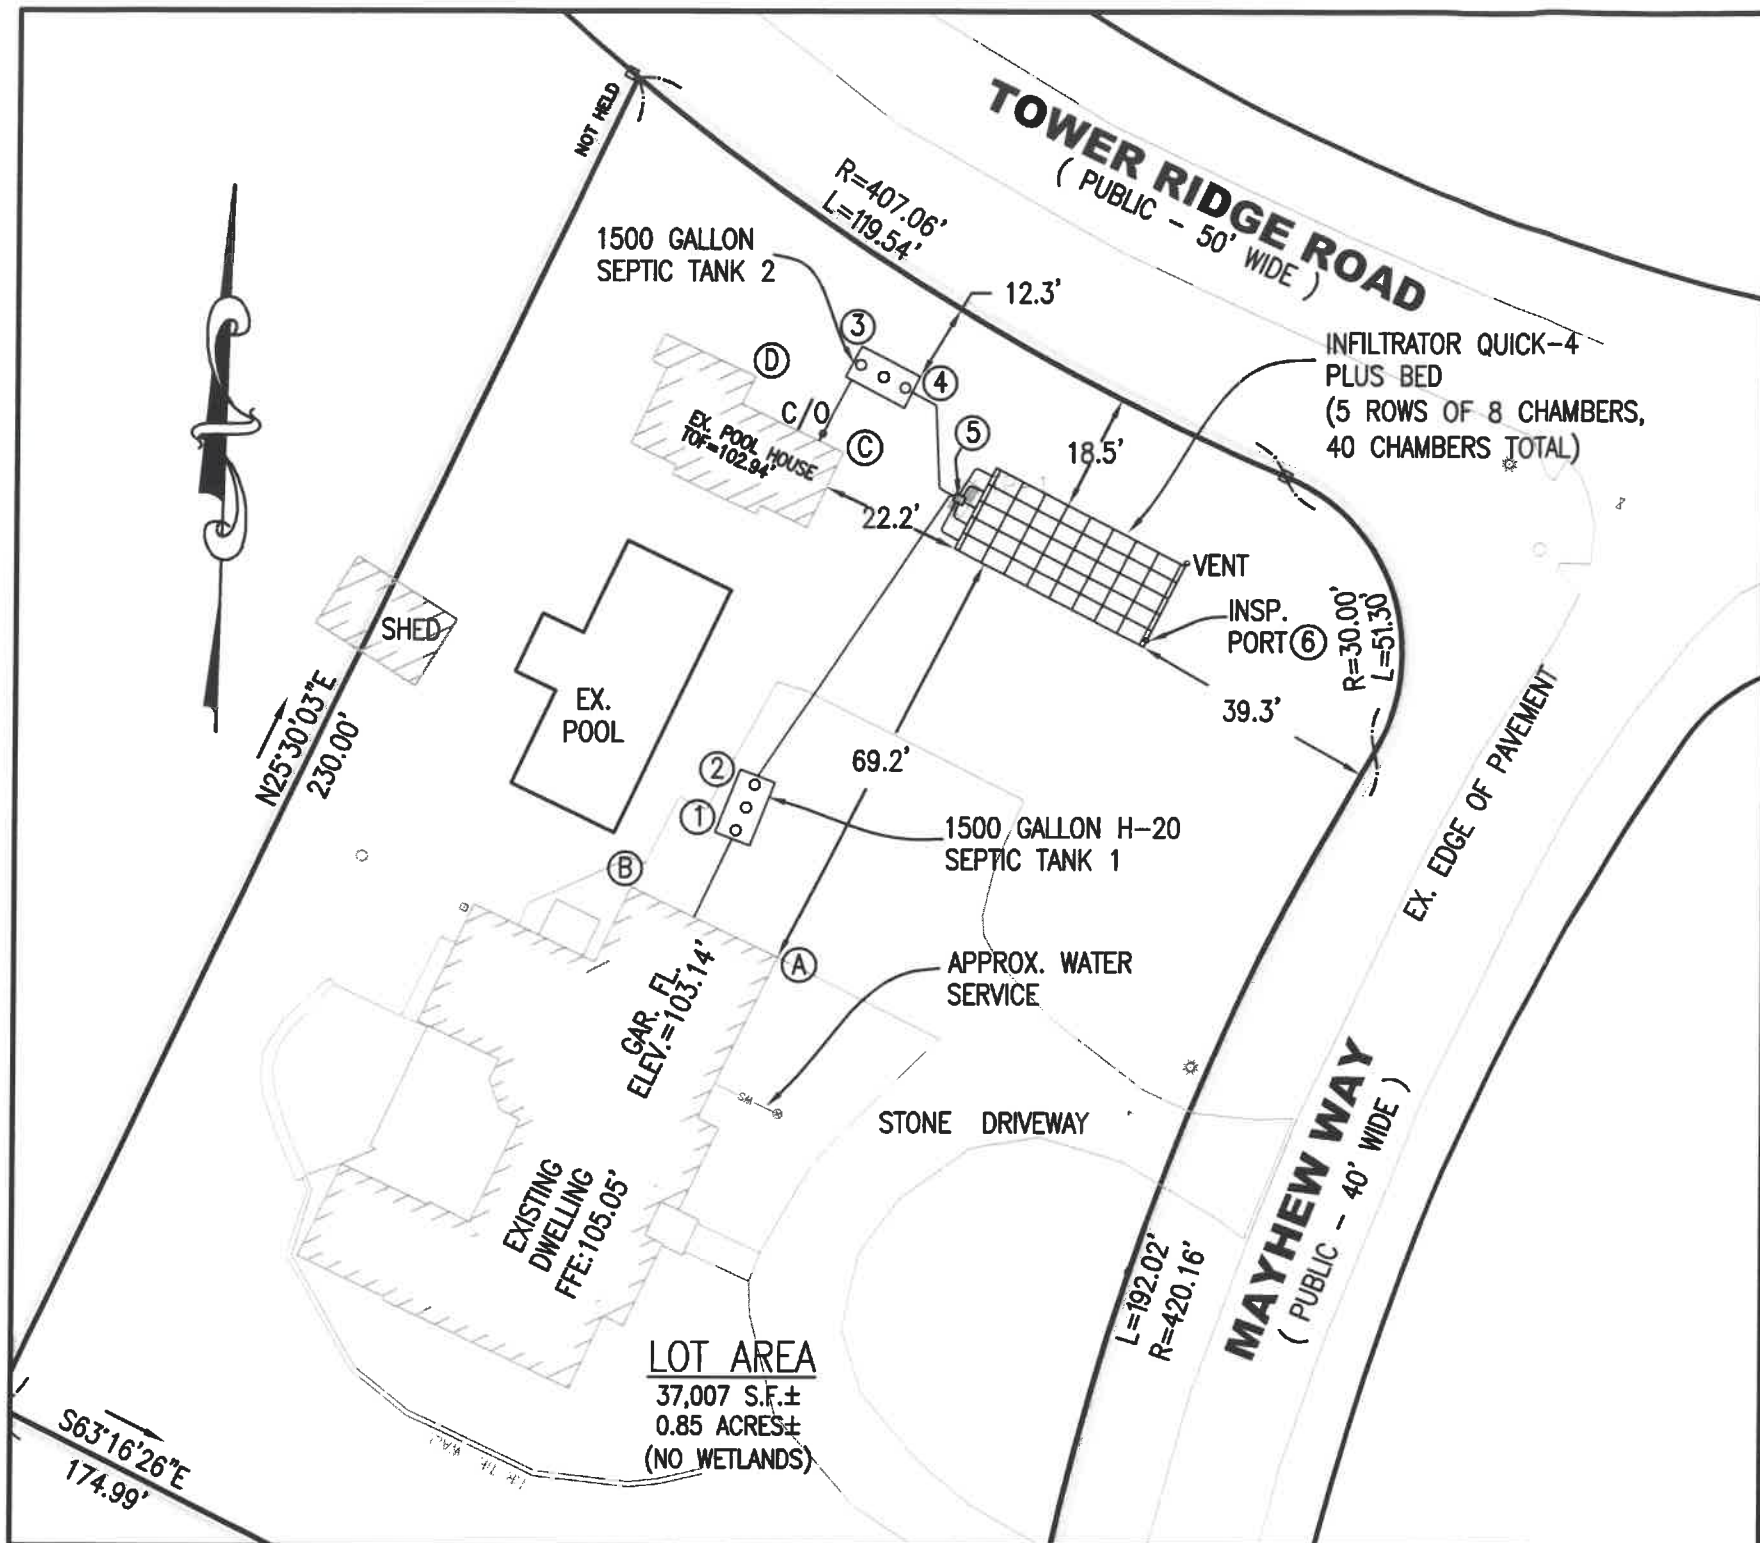 NOT HELD
TOWER RIDGE ROAD
( PUBLIC - 50' WIDE )
R=407.06'
L=119.54'
1500 GALLON
SEPTIC TANK 2
12.3'
INFILTRATOR QUICK-4
PLUS BED
(5 ROWS OF 8 CHAMBERS,
40 CHAMBERS TOTAL)
3
D
4
C O
EX. POOL HOUSE
TOF=102.94'
C
5
18.5'
22.2'
VENT
INSP.
PORT 6
R=30.00'
L=51.30'
SHED
EX.
POOL
39.3'
N25°30'03"E
230.00'
69.2'
2
1
1500 GALLON H-20
SEPTIC TANK 1
EX. EDGE OF PAVEMENT
B
A
GAR. FL.
ELEV.=103.14'
APPROX. WATER
SERVICE
WS
STONE DRIVEWAY
MAYHEW WAY
( PUBLIC - 40' WIDE )
EXISTING
DWELLING
FFE:105.05'
L=192.02'
R=420.16'
LOT AREA
37,007 S.F.±
0.85 ACRES±
(NO WETLANDS)
S63°16'26"E
174.99'